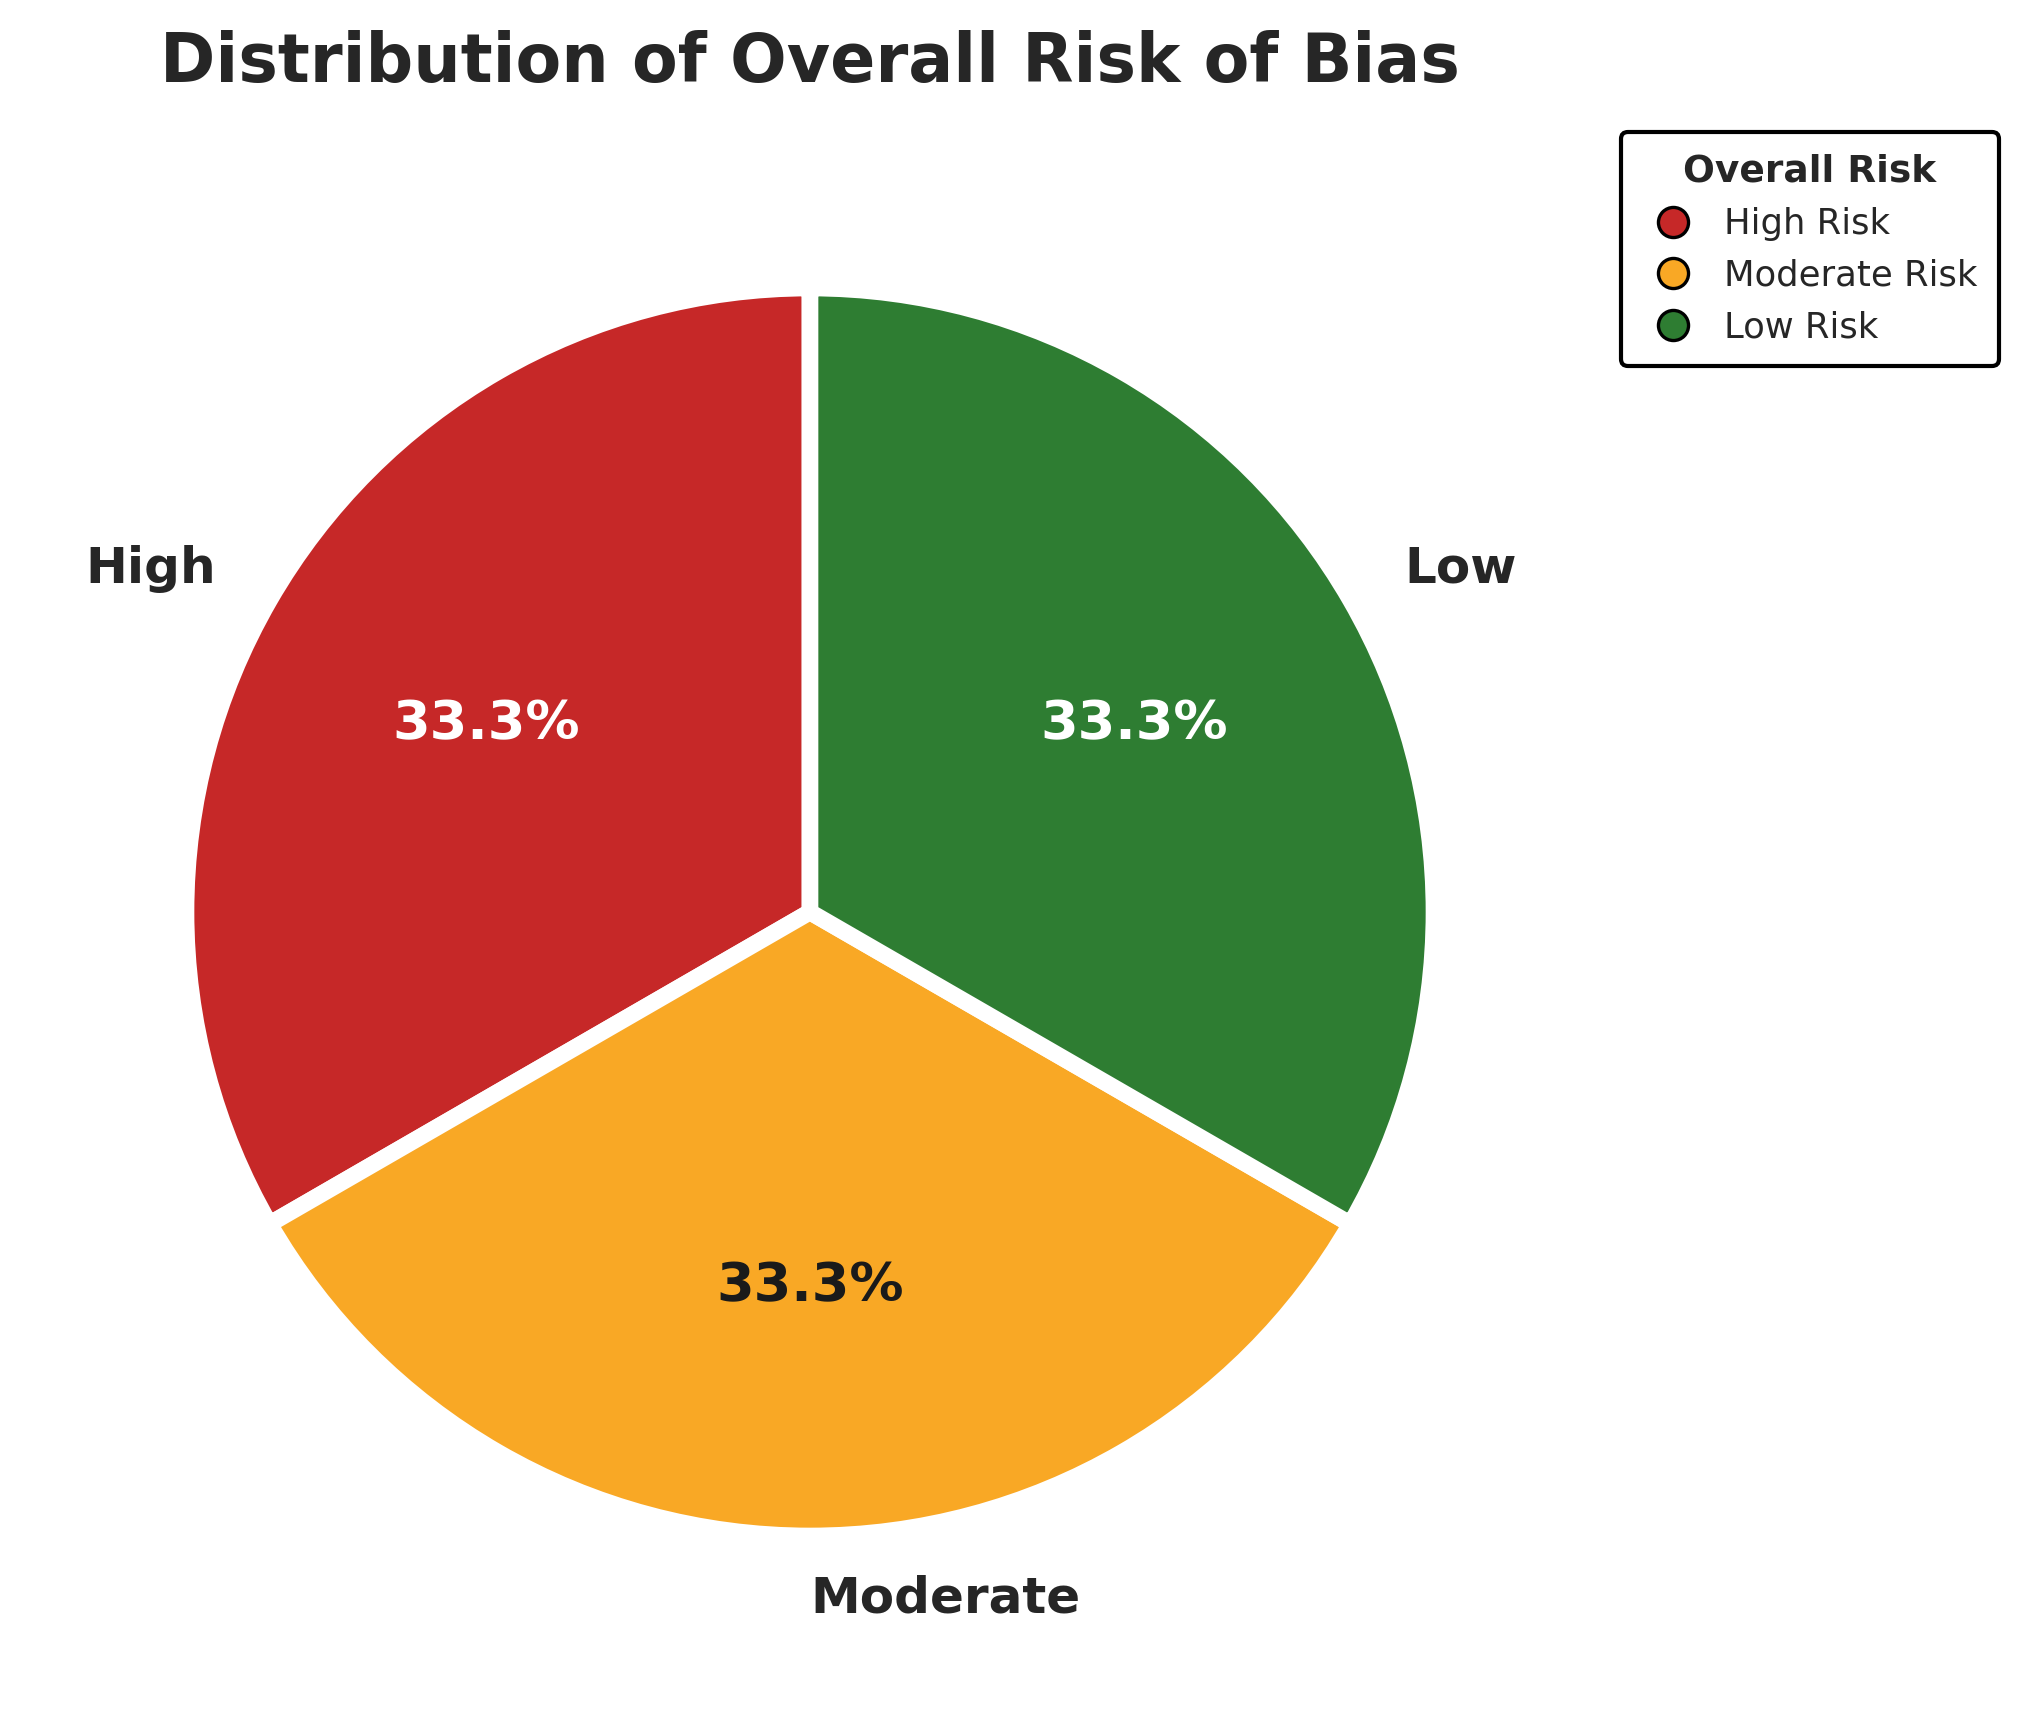 Distribution of Overall Risk of Bias
Overall Risk
High Risk
Moderate Risk
Low Risk
High
Low
33.3%
33.3%
33.3%
Moderate